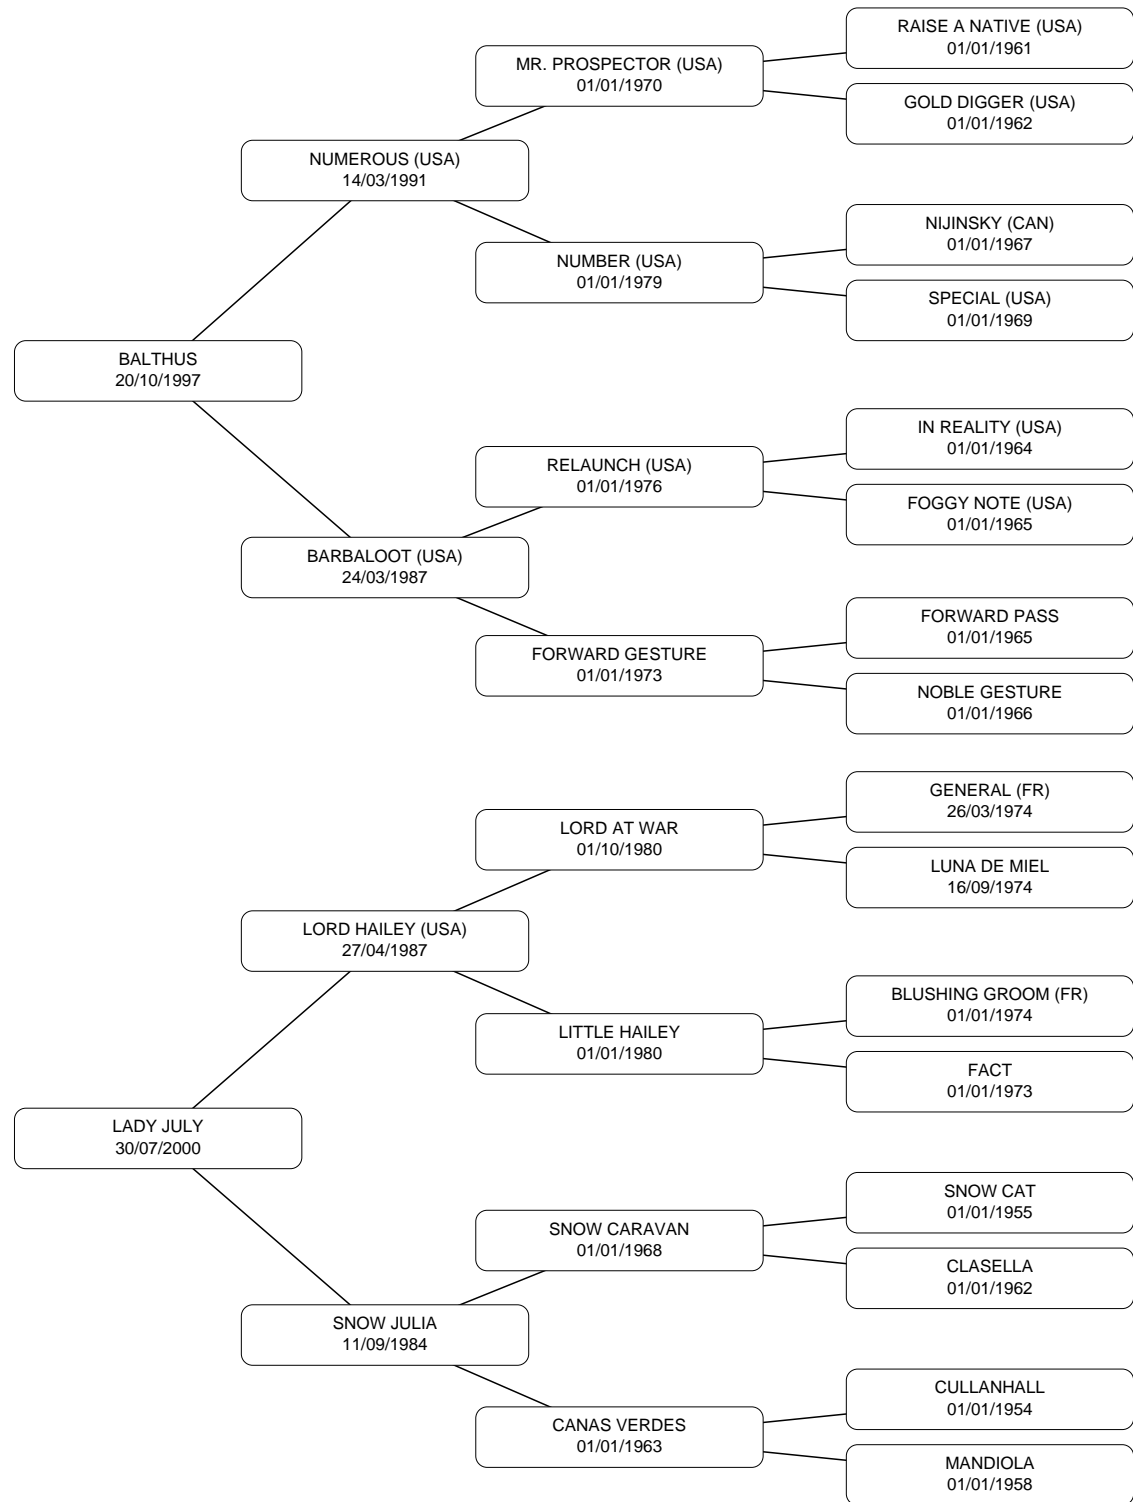 RAISE A NATIVE (USA)
01/01/1961
MR. PROSPECTOR (USA)
01/01/1970
GOLD DIGGER (USA)
01/01/1962
NUMEROUS (USA)
14/03/1991
NIJINSKY (CAN)
01/01/1967
NUMBER (USA)
01/01/1979
SPECIAL (USA)
01/01/1969
BALTHUS
20/10/1997
IN REALITY (USA)
01/01/1964
RELAUNCH (USA)
01/01/1976
FOGGY NOTE (USA)
01/01/1965
BARBALOOT (USA)
24/03/1987
FORWARD PASS
01/01/1965
FORWARD GESTURE
01/01/1973
NOBLE GESTURE
01/01/1966
GENERAL (FR)
26/03/1974
LORD AT WAR
01/10/1980
LUNA DE MIEL
16/09/1974
LORD HAILEY (USA)
27/04/1987
BLUSHING GROOM (FR)
01/01/1974
LITTLE HAILEY
01/01/1980
FACT
01/01/1973
LADY JULY
30/07/2000
SNOW CAT
01/01/1955
SNOW CARAVAN
01/01/1968
CLASELLA
01/01/1962
SNOW JULIA
11/09/1984
CULLANHALL
01/01/1954
CANAS VERDES
01/01/1963
MANDIOLA
01/01/1958